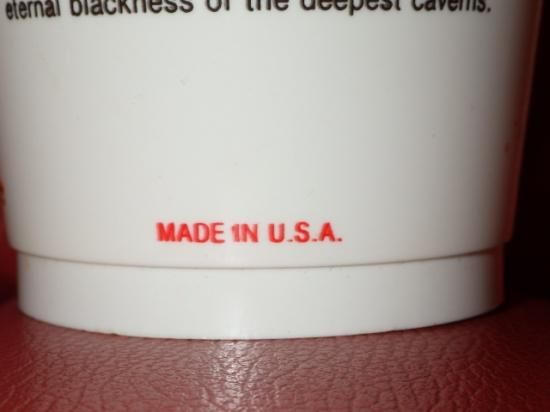 eternal blackness of the deepest caverns.
MADE IN U.S.A.